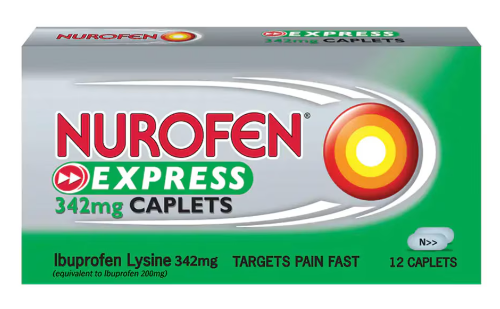 NUROFEN EXPRESS
342mg CAPLETS
NUROFEN®
EXPRESS
342mg CAPLETS
Ibuprofen Lysine 342mg TARGETS PAIN FAST 12 CAPLETS
(equivalent to Ibuprofen 200mg)
N>>